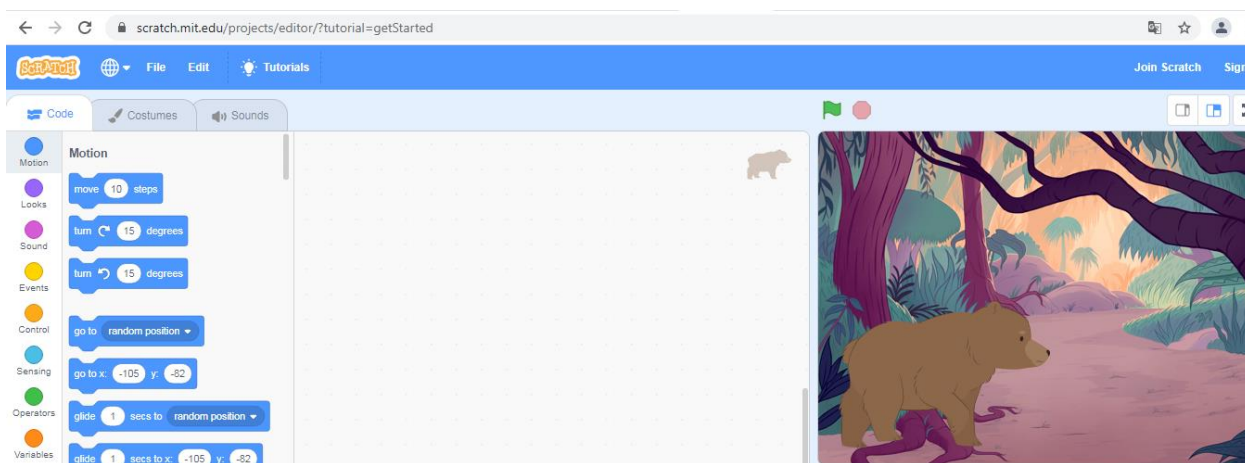 scratch.mit.edu/projects/editor/?tutorial=getStarted
SCRATCH File Edit Tutorials Join Scratch Sign
Code Costumes Sounds
Motion
Looks
Sound
Events
Control
Sensing
Operators
Variables
Motion
move 10 steps
turn 15 degrees
turn 15 degrees
go to random position
go to x: -105 y: -82
glide 1 secs to random position
glide 1 secs to x: -105 y: -82